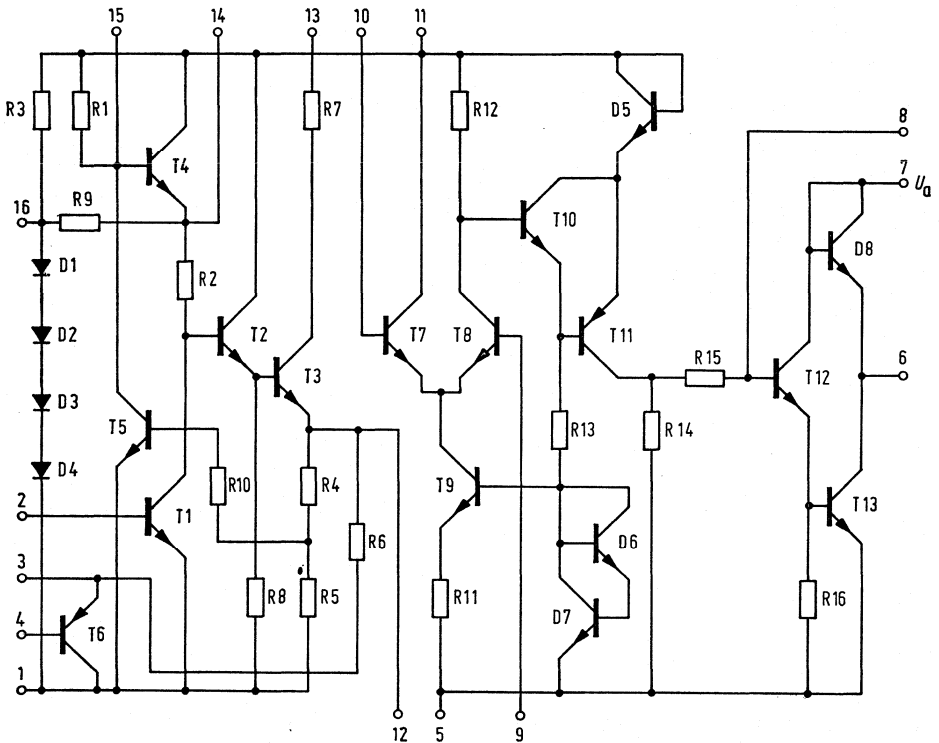 15 14 13 10 11
R3 R1 R7 R12 D5
8
T4
7 Ua
16 R9 T10 D8
D1 R2
D2 T2 T7 T8 T11
R15 6
D3 T3 T12
T5 R13 R14
D4 R10 R4 T9
2 T1 R6 D6 T13
3
R8 R5 R11 D7 R16
4 T6
1
12 5 9